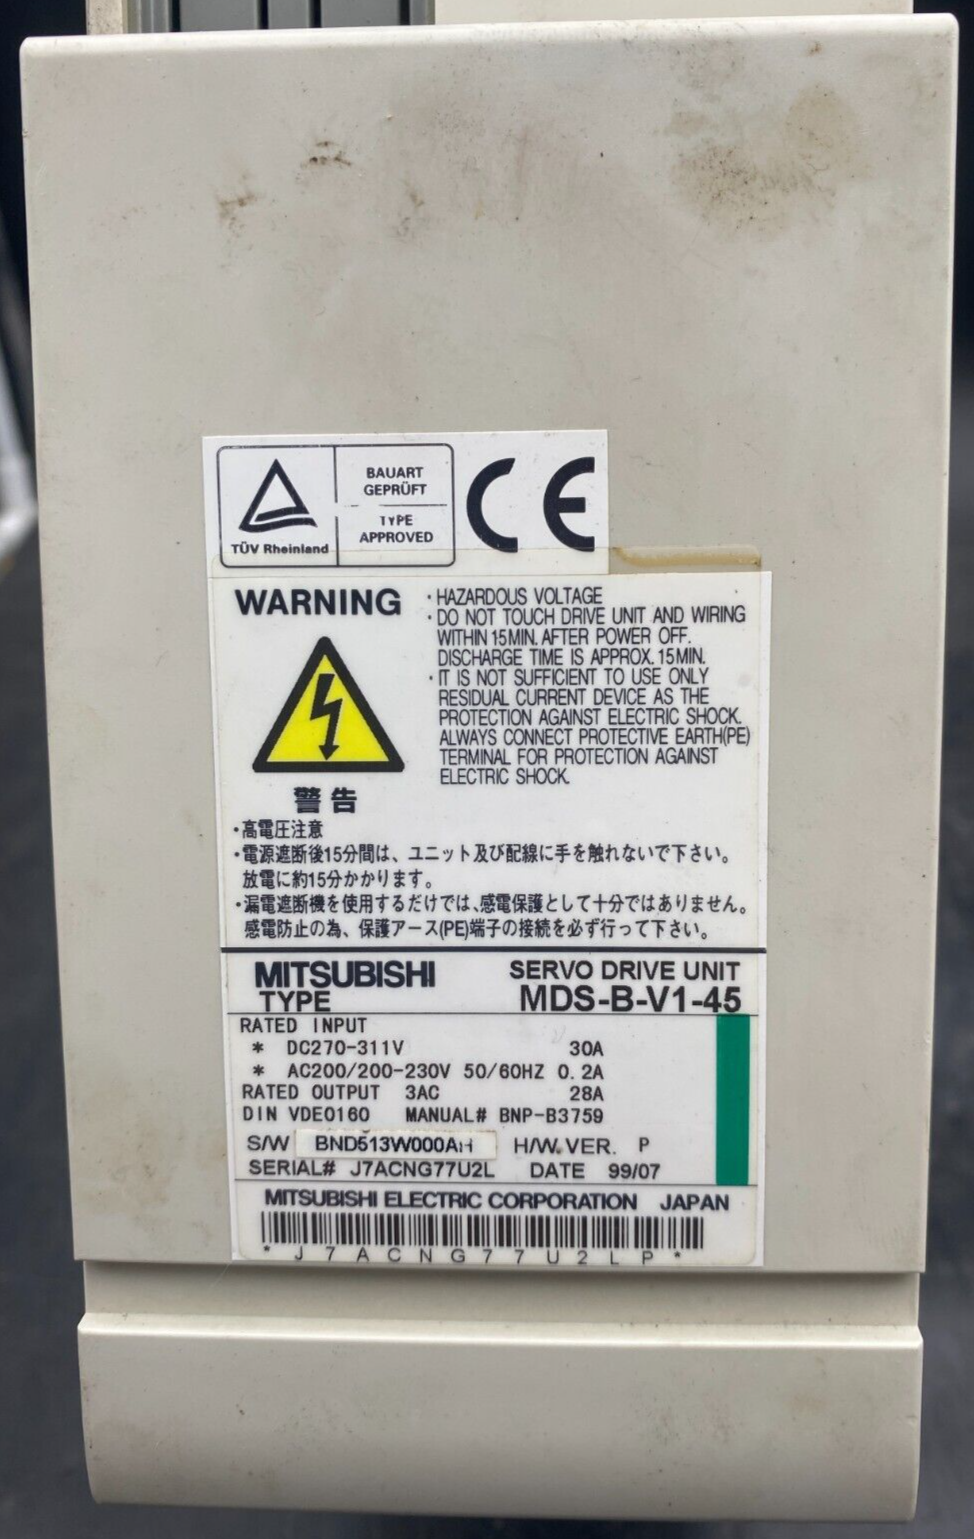 BAUART
GEPRÜFT
TYPE
APPROVED
TÜV Rheinland
CE
WARNING
・HAZARDOUS VOLTAGE
・DO NOT TOUCH DRIVE UNIT AND WIRING
WITHIN 15MIN. AFTER POWER OFF.
DISCHARGE TIME IS APPROX. 15MIN.
・IT IS NOT SUFFICIENT TO USE ONLY
RESIDUAL CURRENT DEVICE AS THE
PROTECTION AGAINST ELECTRIC SHOCK.
ALWAYS CONNECT PROTECTIVE EARTH(PE)
TERMINAL FOR PROTECTION AGAINST
ELECTRIC SHOCK.
警告
・高電圧注意
・電源遮断後15分間は、ユニット及び配線に手を触れないで下さい。
放電に約15分かかります。
・漏電遮断機を使用するだけでは、感電保護として十分ではありません。
感電防止の為、保護アース(PE)端子の接続を必ず行って下さい。
MITSUBISHI SERVO DRIVE UNIT
TYPE MDS-B-V1-45
RATED INPUT
* DC270-311V 30A
* AC200/200-230V 50/60HZ 0.2A
RATED OUTPUT 3AC 28A
DIN VDE0160 MANUAL# BNP-B3759
S/W BND513W000AH H/W.VER. P
SERIAL# J7ACNG77U2L DATE 99/07
MITSUBISHI ELECTRIC CORPORATION JAPAN
*J7ACNG77U2LP*